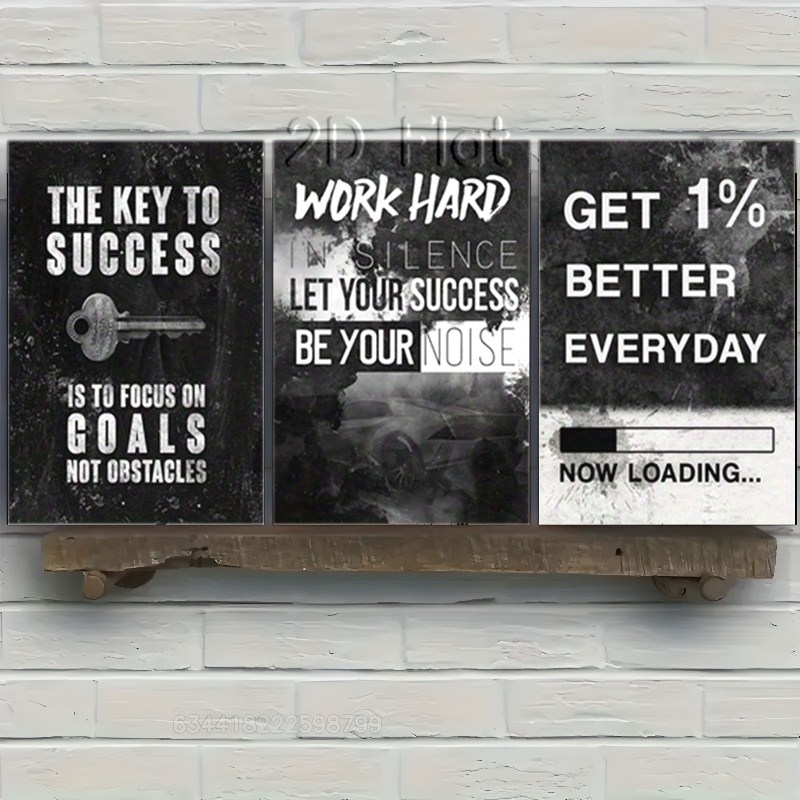 2D Flat
THE KEY TO
SUCCESS
IS TO FOCUS ON
GOALS
NOT OBSTACLES
WORK HARD
IN SILENCE
LET YOUR SUCCESS
BE YOUR NOISE
GET 1%
BETTER
EVERYDAY
NOW LOADING...
634418222598799